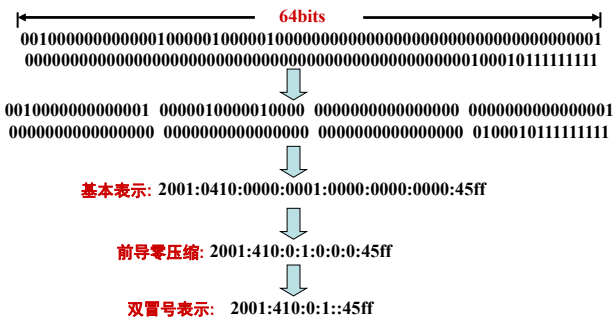 64bits
0010000000000001000001000001000000000000000000000000000000000001
0000000000000000000000000000000000000000000000000100010111111111
0010000000000001 0000010000010000 0000000000000000 0000000000000001
0000000000000000 0000000000000000 0000000000000000 0100010111111111
基本表示: 2001:0410:0000:0001:0000:0000:0000:45ff
前导零压缩: 2001:410:0:1:0:0:0:45ff
双冒号表示: 2001:410:0:1::45ff